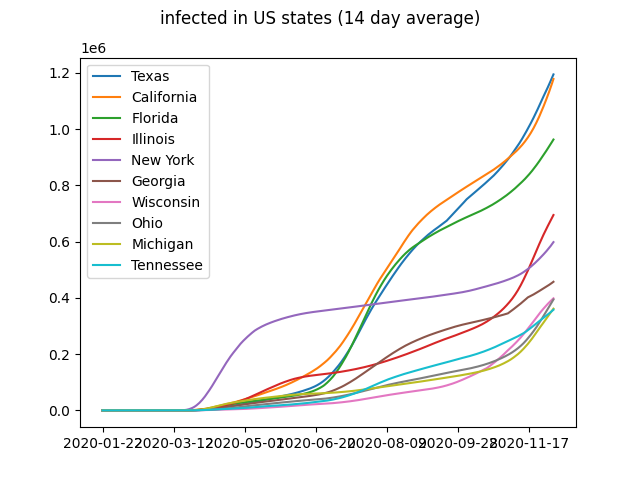 infected in US states (14 day average)
1e6
1.2
1.0
0.8
0.6
0.4
0.2
0.0
Texas
California
Florida
Illinois
New York
Georgia
Wisconsin
Ohio
Michigan
Tennessee
2020-01-22 2020-03-12 2020-05-01 2020-06-20 2020-08-09 2020-09-28 2020-11-17